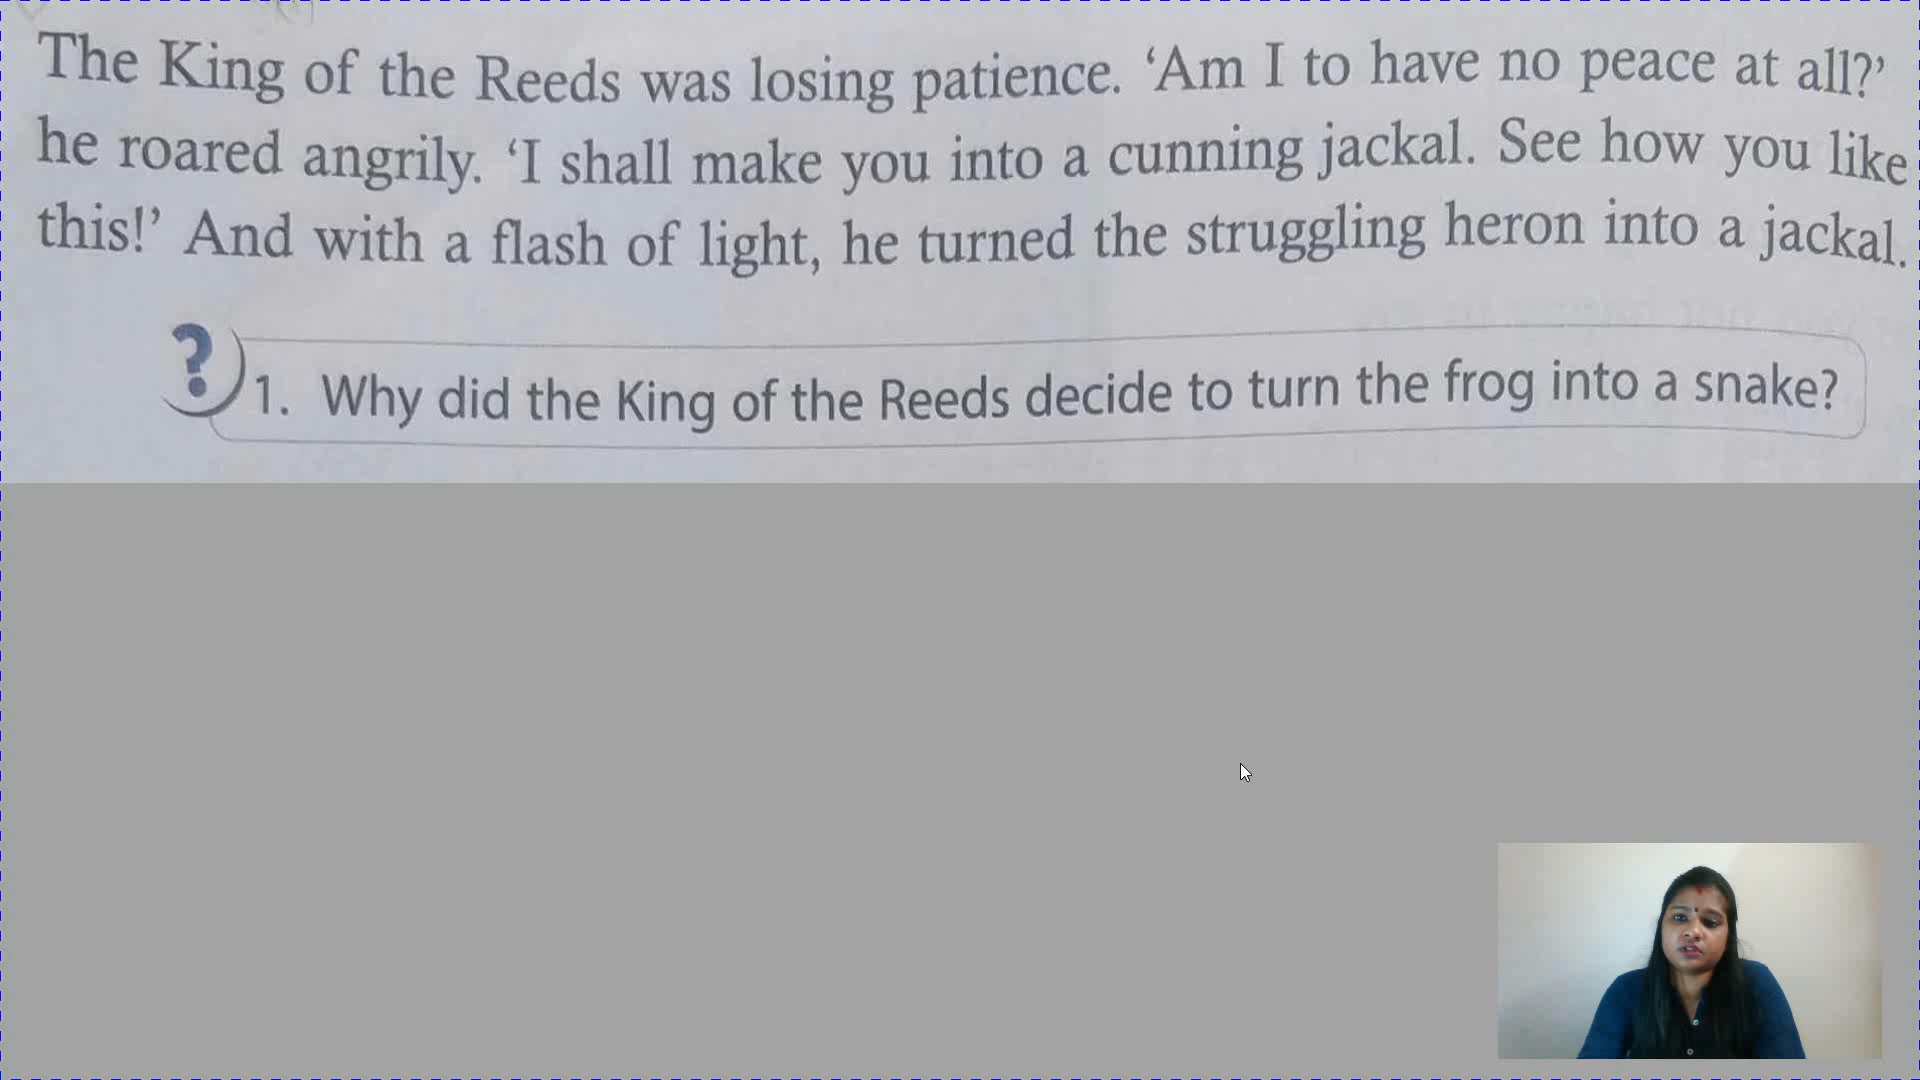 The King of the Reeds was losing patience. ‘Am I to have no peace at all?’
he roared angrily. ‘I shall make you into a cunning jackal. See how you like
this!’ And with a flash of light, he turned the struggling heron into a jackal.
? 1. Why did the King of the Reeds decide to turn the frog into a snake?